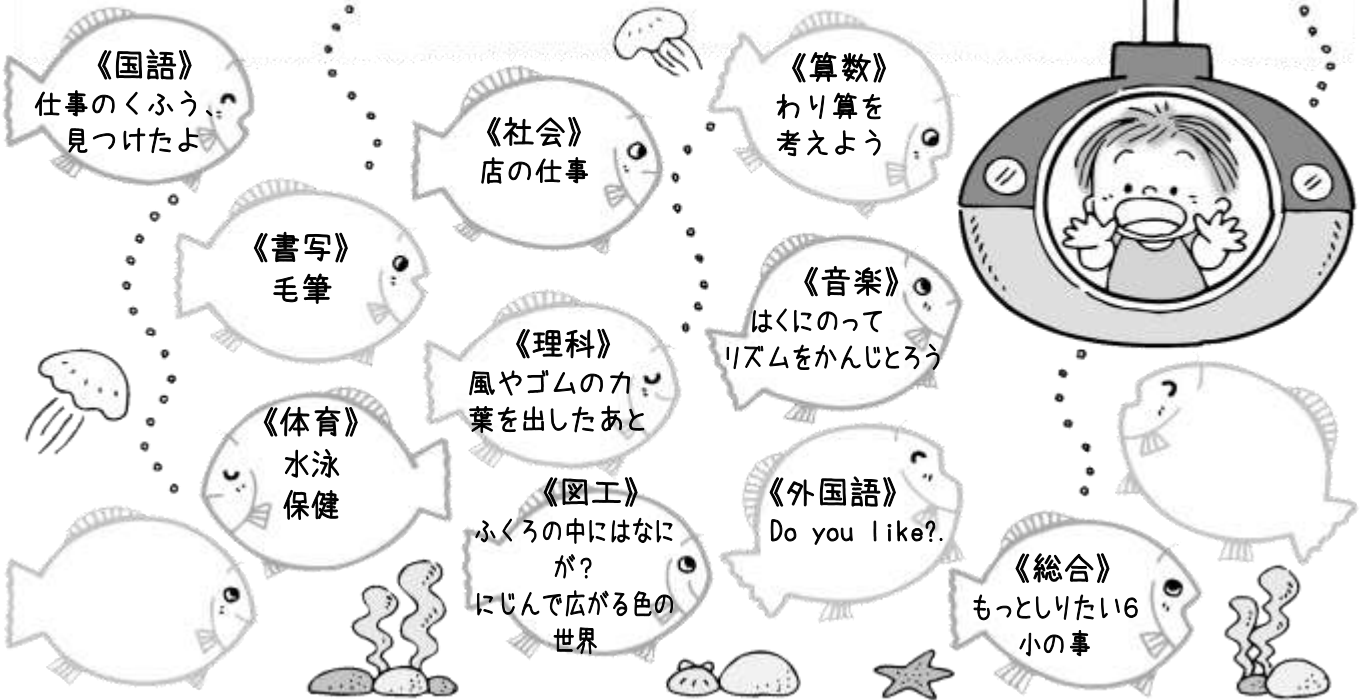 《国語》
仕事のくふう、
見つけたよ
《社会》
店の仕事
《算数》
わり算を
考えよう
《書写》
毛筆
《理科》
風やゴムの力
葉を出したあと
《音楽》
はくにのって
リズムをかんじとろう
《体育》
水泳
保健
《図工》
ふくろの中にはなに
が?
にじんで広がる色の
世界
《外国語》
Do you like?.
《総合》
もっとしりたい6
小の事